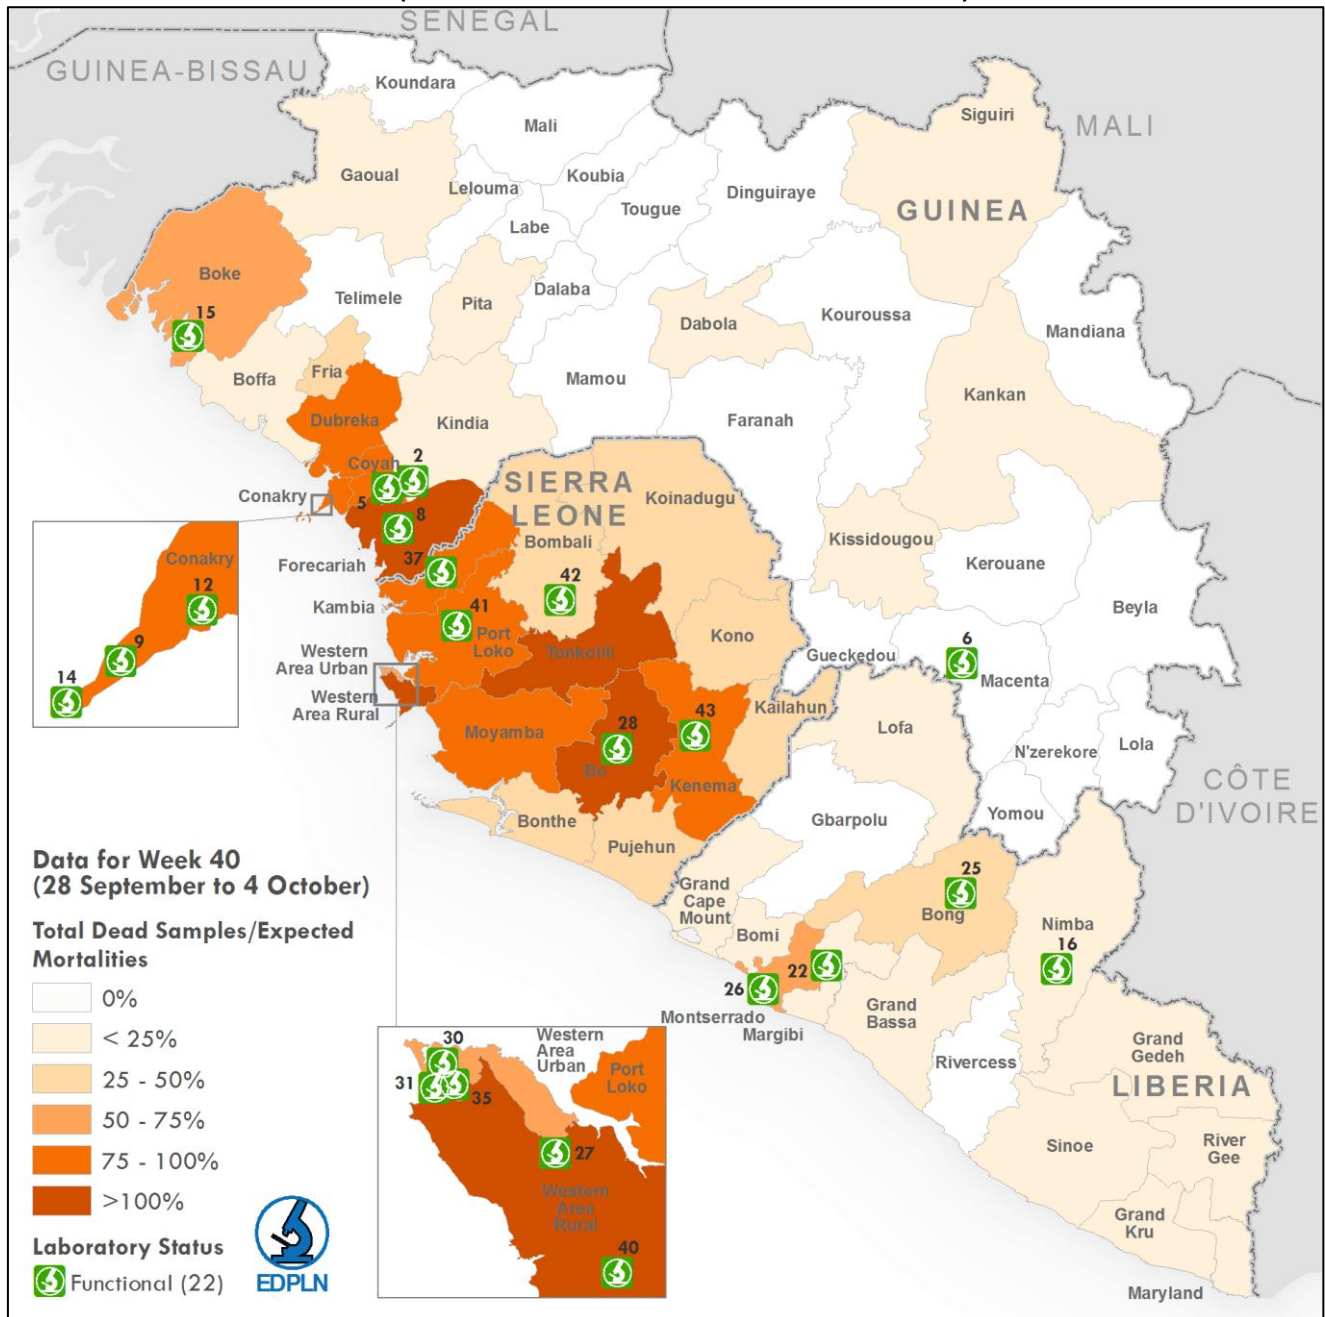 SENEGAL
GUINEA-BISSAU
Koundara
Siguiri
Mali
MALI
Gaoual
Koubia
Lelouma
Dinguiraye
Tougue
GUINEA
Labe
Boke
Dalaba
Telimele
Pita
15
Kouroussa
Dabola
Mandiana
Fria
Boffa
Mamou
Kankan
Dubreka
Kindia
Faranah
Coyah
2
1
SIERRA
LEONE
Conakry
Koinadugu
5
8
Bombali
Kissidougou
37
Forecariah
Kerouane
42
Kambia
41
Beyla
Port
Loko
Kono
Western
Area Urban
Tonkolili
Gueckedou
6
Macenta
Western
Area Rural
Kailahun
43
28
Lofa
Moyamba
N'zerekore
Lola
Bo
CÔTE
D'IVOIRE
Kenema
Bonthe
Gbarpolu
Yomou
Pujehun
Grand
Cape
Mount
25
Bong
Nimba
Bomi
16
22
26
Grand
Bassa
Montserrado
Margibi
Rivercess
Grand
Gedeh
LIBERIA
Sinoe
River
Gee
Grand
Kru
Maryland
Conakry
12
9
14
30
Western
Area
Urban
Port
Loko
31
35
27
Western
Area
Rural
40
Data for Week 40
(28 September to 4 October)
Total Dead Samples/Expected
Mortalities
0%
< 25%
25 - 50%
50 - 75%
75 - 100%
>100%
Laboratory Status
Functional (22)
EDPLN